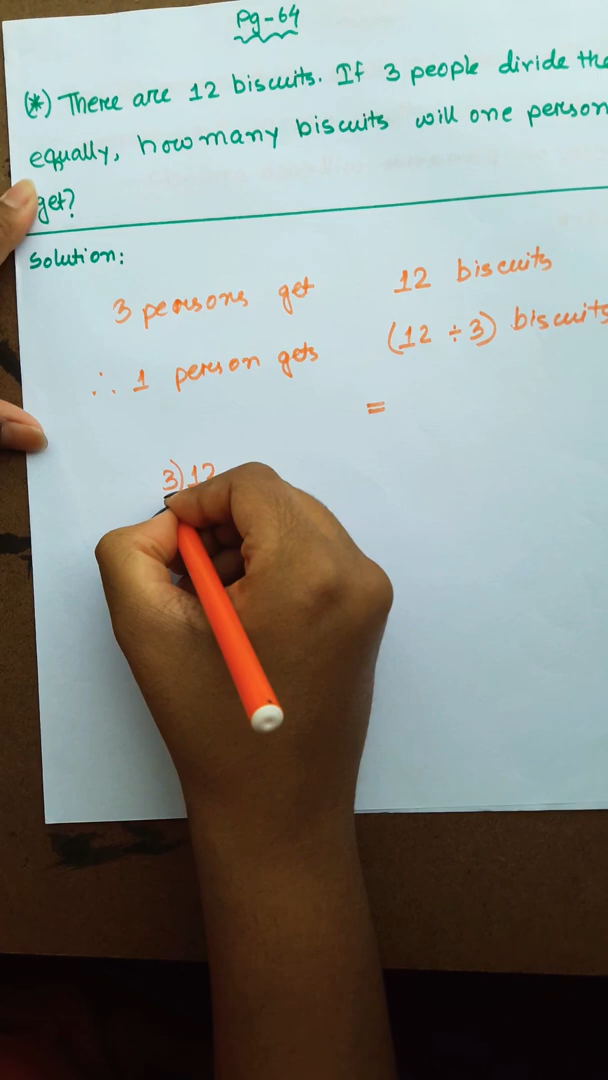 Pg-64
(*) There are 12 biscuits. If 3 people divide the
equally, how many biscuits will one person
get?
Solution:
3 persons get 12 biscuits
∴ 1 person gets (12 ÷ 3) biscuits
=
3)12